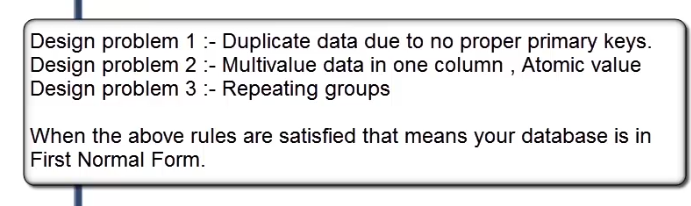 Design problem 1 :- Duplicate data due to no proper primary keys.
Design problem 2 :- Multivalue data in one column , Atomic value
Design problem 3 :- Repeating groups
When the above rules are satisfied that means your database is in
First Normal Form.